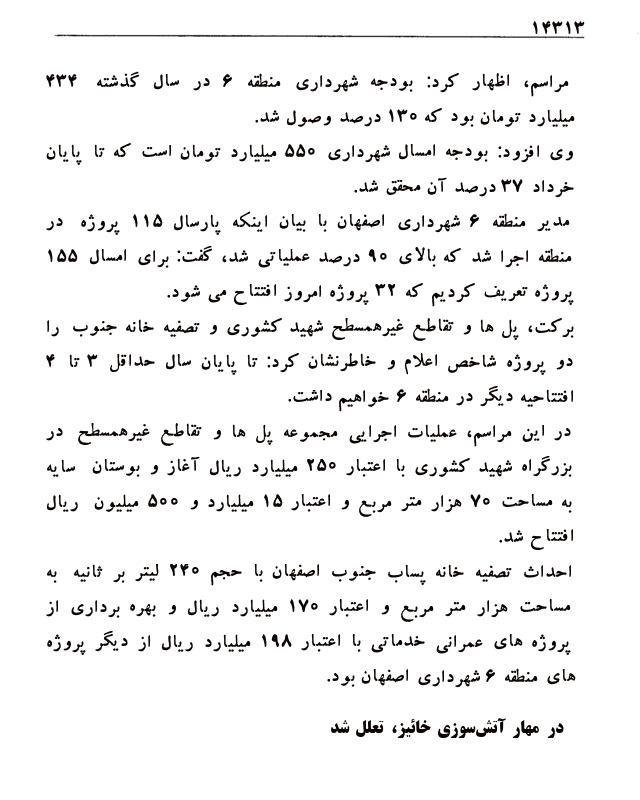 ۱۴۳۱۳
مراسم، اظهار کرد: بودجه شهرداری منطقه ۶ در سال گذشته ۴۳۴
میلیارد تومان بود که ۱۳۰ درصد وصول شد.
وی افزود: بودجه امسال شهرداری ۵۵۰ میلیارد تومان است که تا پایان
خرداد ۳۷ درصد آن محقق شد.
مدیر منطقه ۶ شهرداری اصفهان با بیان اینکه پارسال ۱۱۵ پروژه در
منطقه اجرا شد که بالای ۹۰ درصد عملیاتی شد، گفت: برای امسال ۱۵۵
پروژه تعریف کردیم که ۳۲ پروژه امروز افتتاح می شود.
برکت، پل ها و تقاطع غیرهمسطح شهید کشوری و تصفیه خانه جنوب را
دو پروژه شاخص اعلام و خاطرنشان کرد: تا پایان سال حداقل ۳ تا ۴
افتتاحیه دیگر در منطقه ۶ خواهیم داشت.
در این مراسم، عملیات اجرایی مجموعه پل ها و تقاطع غیرهمسطح در
بزرگراه شهید کشوری با اعتبار ۲۵۰ میلیارد ریال آغاز و بوستان سایه
به مساحت ۷۰ هزار متر مربع و اعتبار ۱۵ میلیارد و ۵۰۰ میلیون ریال
افتتاح شد.
احداث تصفیه خانه پساب جنوب اصفهان با حجم ۲۴۰ لیتر بر ثانیه به
مساحت هزار متر مربع و اعتبار ۱۷۰ میلیارد ریال و بهره برداری از
پروژه های عمرانی خدماتی با اعتبار ۱۹۸ میلیارد ریال از دیگر پروژه
های منطقه ۶ شهرداری اصفهان بود.
در مهار آتش‌سوزی خائیز، تعلل شد